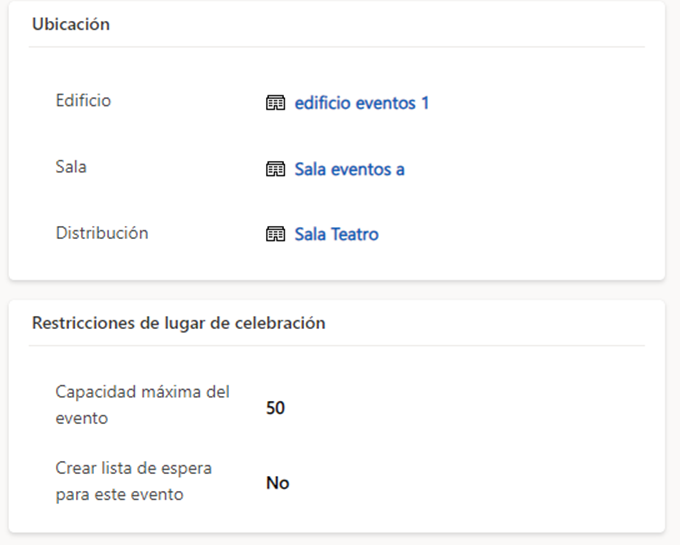 Ubicación
Edificio
edificio eventos 1
Sala
Sala eventos a
Distribución
Sala Teatro
Restricciones de lugar de celebración
Capacidad máxima del
evento
50
Crear lista de espera
para este evento
No